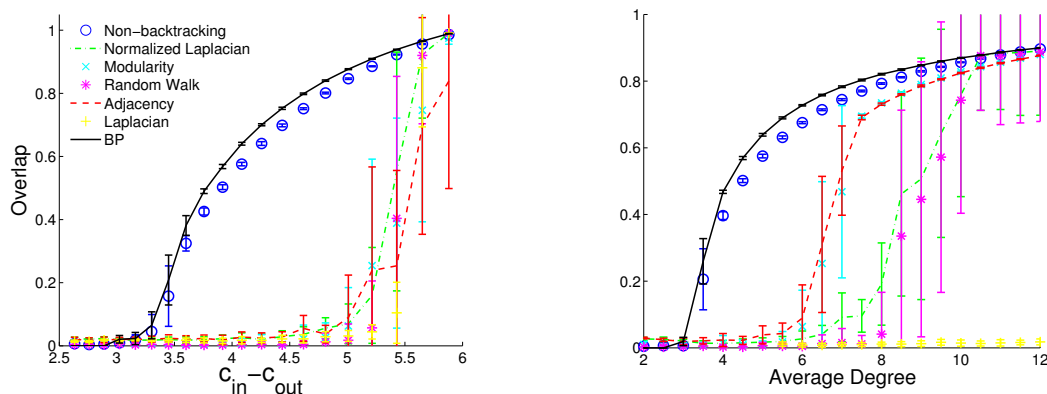 Non-backtracking
Normalized Laplacian
Modularity
Random Walk
Adjacency
Laplacian
BP
Overlap
1
0.8
0.6
0.4
0.2
0
2.5 3 3.5 4 4.5 5 5.5 6
c_in-c_out
1
0.8
0.6
0.4
0.2
0
2 4 6 8 10 12
Average Degree